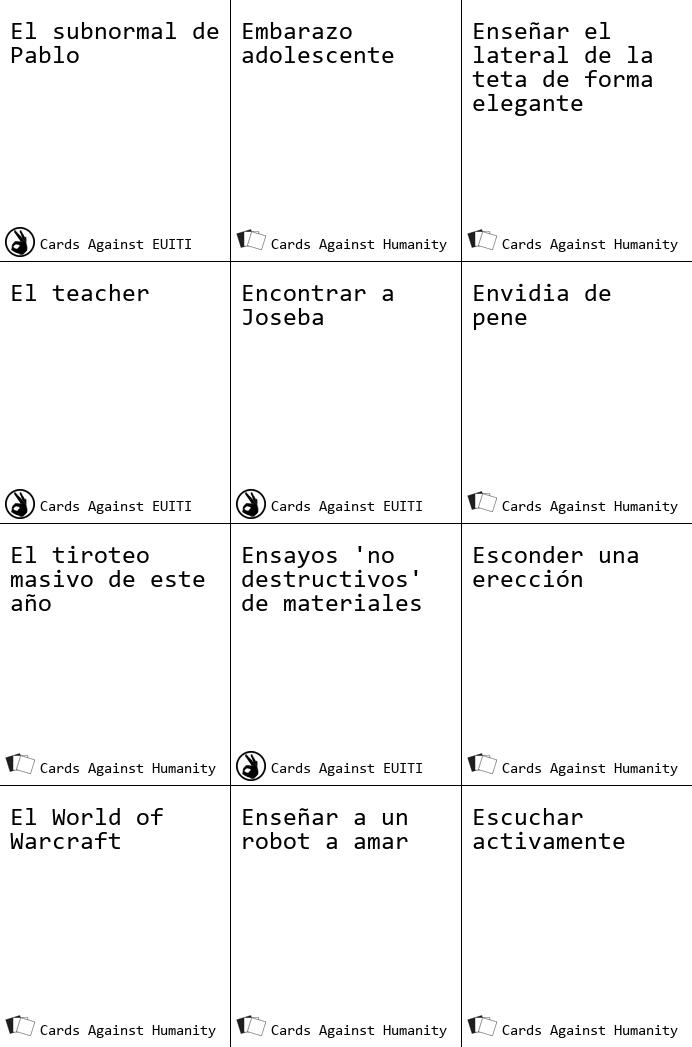 El subnormal de
Pablo
Cards Against EUITI
Embarazo
adolescente
Cards Against Humanity
Enseñar el
lateral de la
teta de forma
elegante
Cards Against Humanity
El teacher
Cards Against EUITI
Encontrar a
Joseba
Cards Against EUITI
Envidia de
pene
Cards Against Humanity
El tiroteo
masivo de este
año
Cards Against Humanity
Ensayos 'no
destructivos'
de materiales
Cards Against EUITI
Esconder una
erección
Cards Against Humanity
El World of
Warcraft
Cards Against Humanity
Enseñar a un
robot a amar
Cards Against Humanity
Escuchar
activamente
Cards Against Humanity